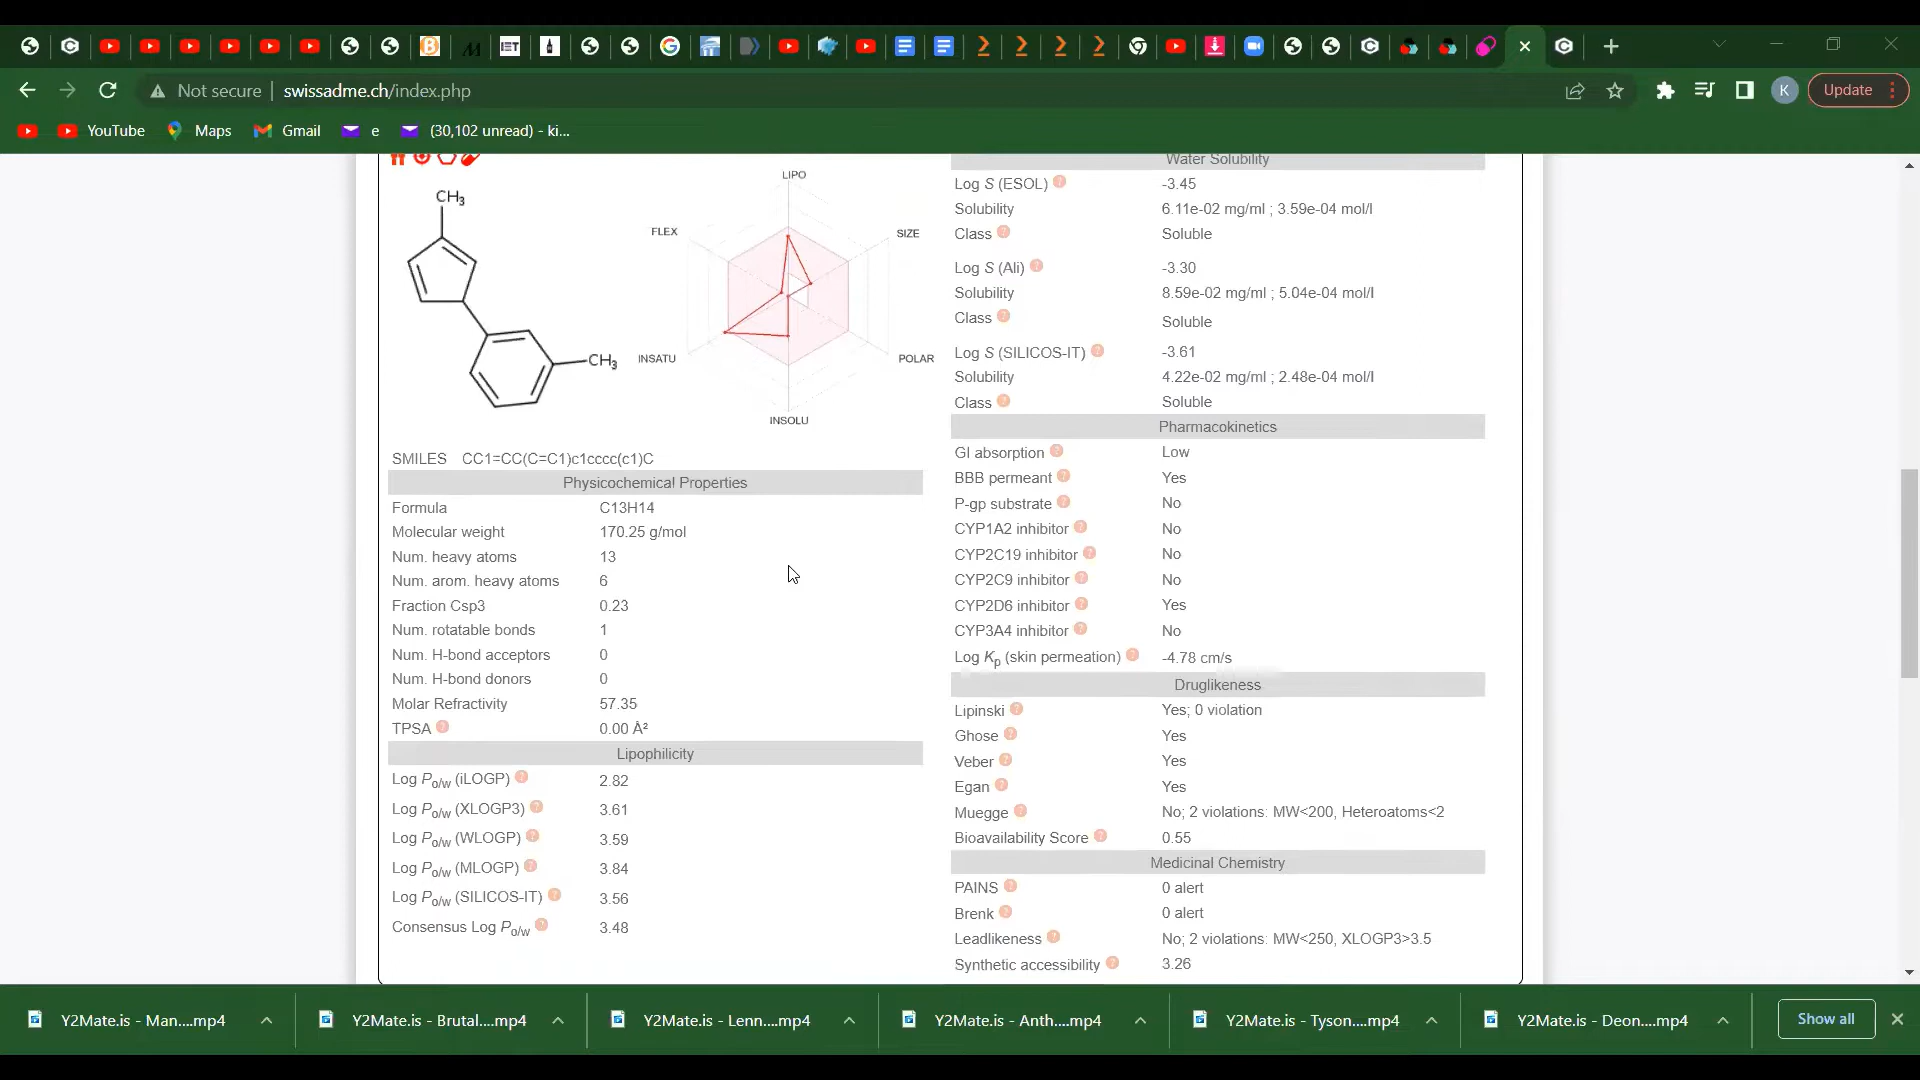 Not secure | swissadme.ch/index.php
K
Update
YouTube
Maps
Gmail
e
(30,102 unread) - ki...
CH₃
CH₃
LIPO
FLEX
SIZE
INSATU
POLAR
INSOLU
SMILES CC1=CC(C=C1)c1cccc(c1)C
Physicochemical Properties
Formula C13H14
Molecular weight 170.25 g/mol
Num. heavy atoms 13
Num. arom. heavy atoms 6
Fraction Csp3 0.23
Num. rotatable bonds 1
Num. H-bond acceptors 0
Num. H-bond donors 0
Molar Refractivity 57.35
TPSA ? 0.00 Å²
Lipophilicity
Log Po/w (iLOGP) ? 2.82
Log Po/w (XLOGP3) ? 3.61
Log Po/w (WLOGP) ? 3.59
Log Po/w (MLOGP) ? 3.84
Log Po/w (SILICOS-IT) ? 3.56
Consensus Log Po/w ? 3.48
Water Solubility
Log S (ESOL) ? -3.45
Solubility 6.11e-02 mg/ml ; 3.59e-04 mol/l
Class ? Soluble
Log S (Ali) ? -3.30
Solubility 8.59e-02 mg/ml ; 5.04e-04 mol/l
Class ? Soluble
Log S (SILICOS-IT) ? -3.61
Solubility 4.22e-02 mg/ml ; 2.48e-04 mol/l
Class ? Soluble
Pharmacokinetics
GI absorption ? Low
BBB permeant ? Yes
P-gp substrate ? No
CYP1A2 inhibitor ? No
CYP2C19 inhibitor ? No
CYP2C9 inhibitor ? No
CYP2D6 inhibitor ? Yes
CYP3A4 inhibitor ? No
Log Kp (skin permeation) ? -4.78 cm/s
Druglikeness
Lipinski ? Yes; 0 violation
Ghose ? Yes
Veber ? Yes
Egan ? Yes
Muegge ? No; 2 violations: MW<200, Heteroatoms<2
Bioavailability Score ? 0.55
Medicinal Chemistry
PAINS ? 0 alert
Brenk ? 0 alert
Leadlikeness ? No; 2 violations: MW<250, XLOGP3>3.5
Synthetic accessibility ? 3.26
Y2Mate.is - Man....mp4
Y2Mate.is - Brutal....mp4
Y2Mate.is - Lenn....mp4
Y2Mate.is - Anth....mp4
Y2Mate.is - Tyson....mp4
Y2Mate.is - Deon....mp4
Show all